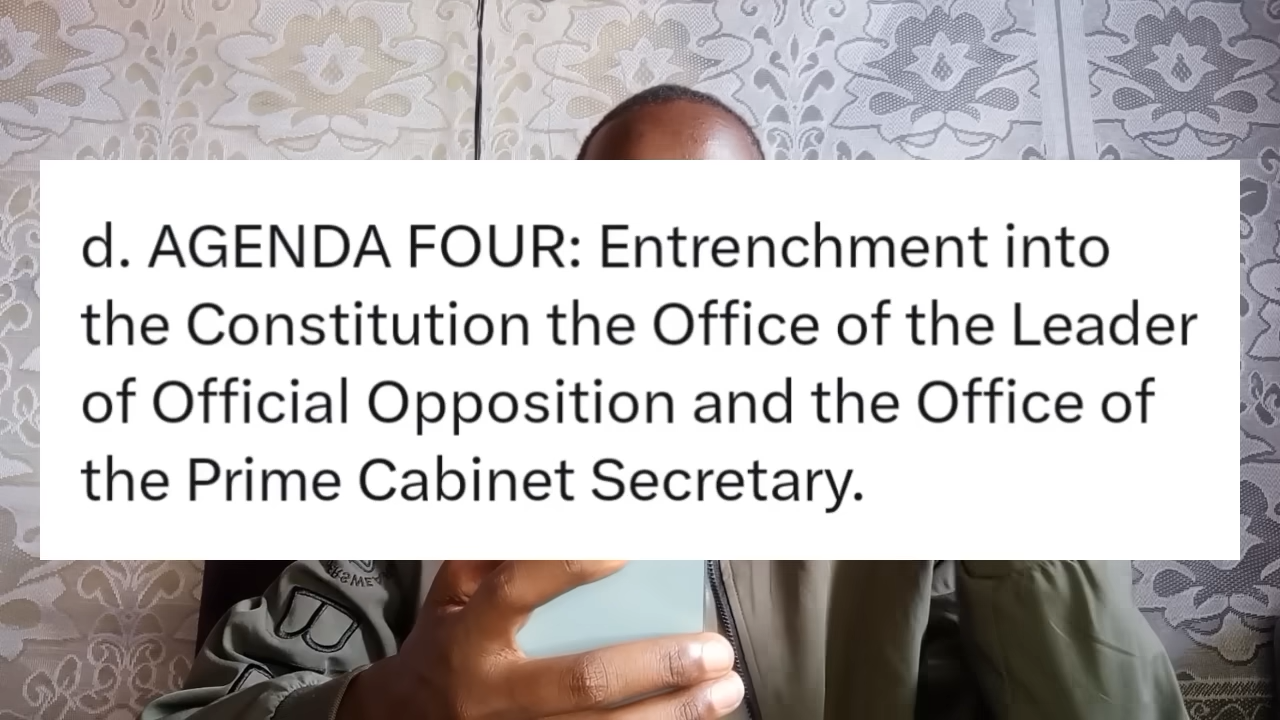 d. AGENDA FOUR: Entrenchment into
the Constitution the Office of the Leader
of Official Opposition and the Office of
the Prime Cabinet Secretary.